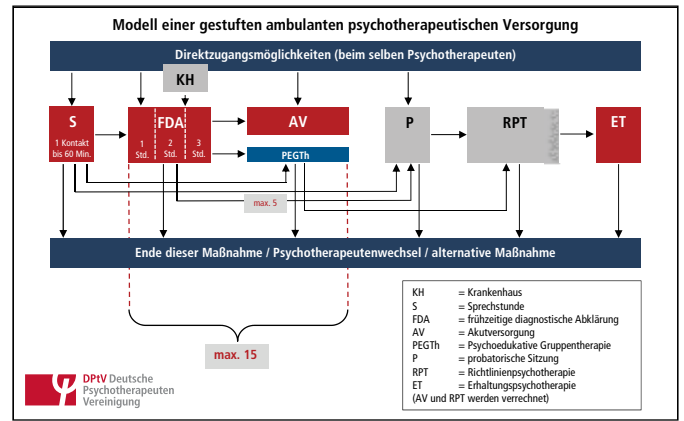 Modell einer gestuften ambulanten psychotherapeutischen Versorgung
Direktzugangsmöglichkeiten (beim selben Psychotherapeuten)
KH
S
1 Kontakt
bis 60 Min.
FDA
1 2 3
Std. Std. Std.
AV
PEGTh
P
RPT
ET
max. 5
Ende dieser Maßnahme / Psychotherapeutenwechsel / alternative Maßnahme
max. 15
KH = Krankenhaus
S = Sprechstunde
FDA = frühzeitige diagnostische Abklärung
AV = Akutversorgung
PEGTh = Psychoedukative Gruppentherapie
P = probatorische Sitzung
RPT = Richtlinienpsychotherapie
ET = Erhaltungspsychotherapie
(AV und RPT werden verrechnet)
DPtV Deutsche
Psychotherapeuten
Vereinigung